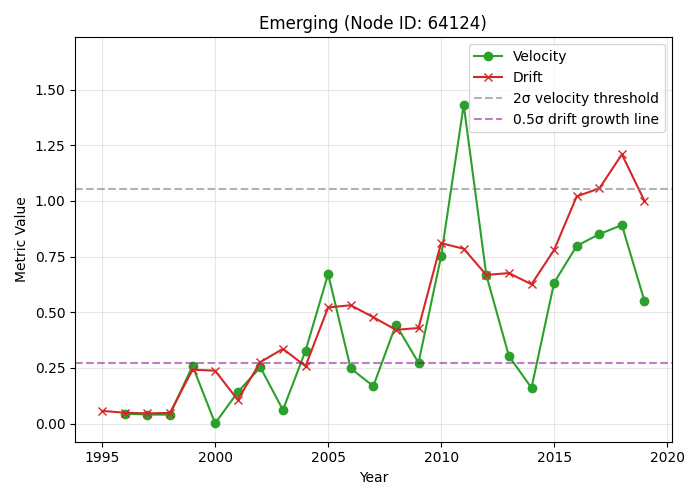 Emerging (Node ID: 64124)
Velocity
Drift
2σ velocity threshold
0.5σ drift growth line
Metric Value
1.50
1.25
1.00
0.75
0.50
0.25
0.00
1995 2000 2005 2010 2015 2020
Year